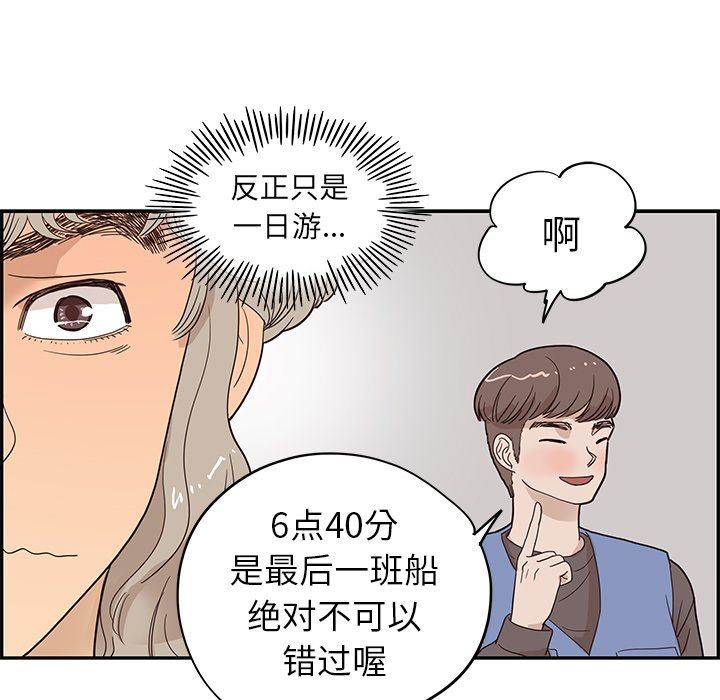 反正只是
一日游...
啊
6点40分
是最后一班船
绝对不可以
错过喔